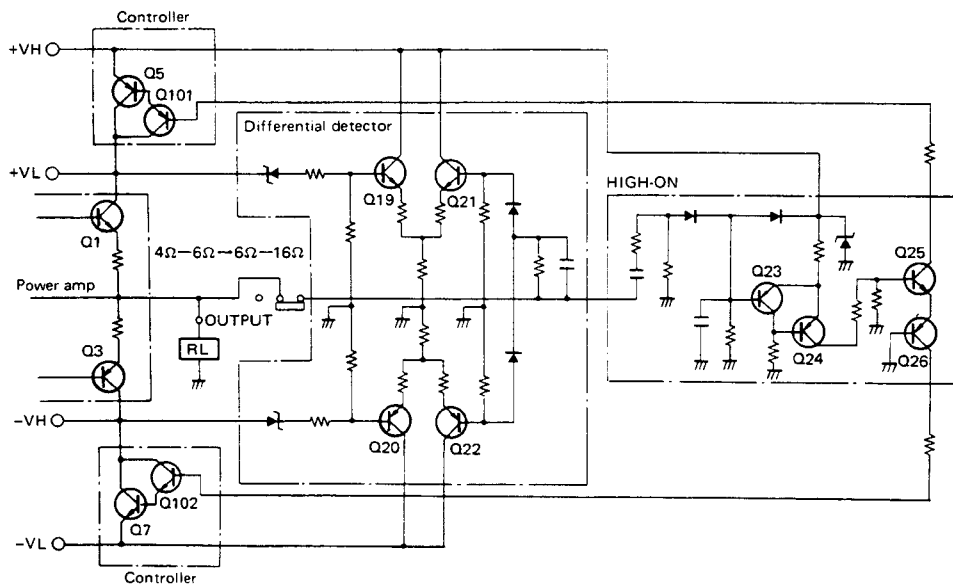 Controller
+VH
Q5
Q101
Differential detector
+VL
Q19
Q21
HIGH-ON
Q1
4Ω-6Ω→6Ω-16Ω
Q23
Q25
Power amp
OUTPUT
RL
Q24
Q26
Q3
-VH
Q20
Q22
Q102
Q7
-VL
Controller